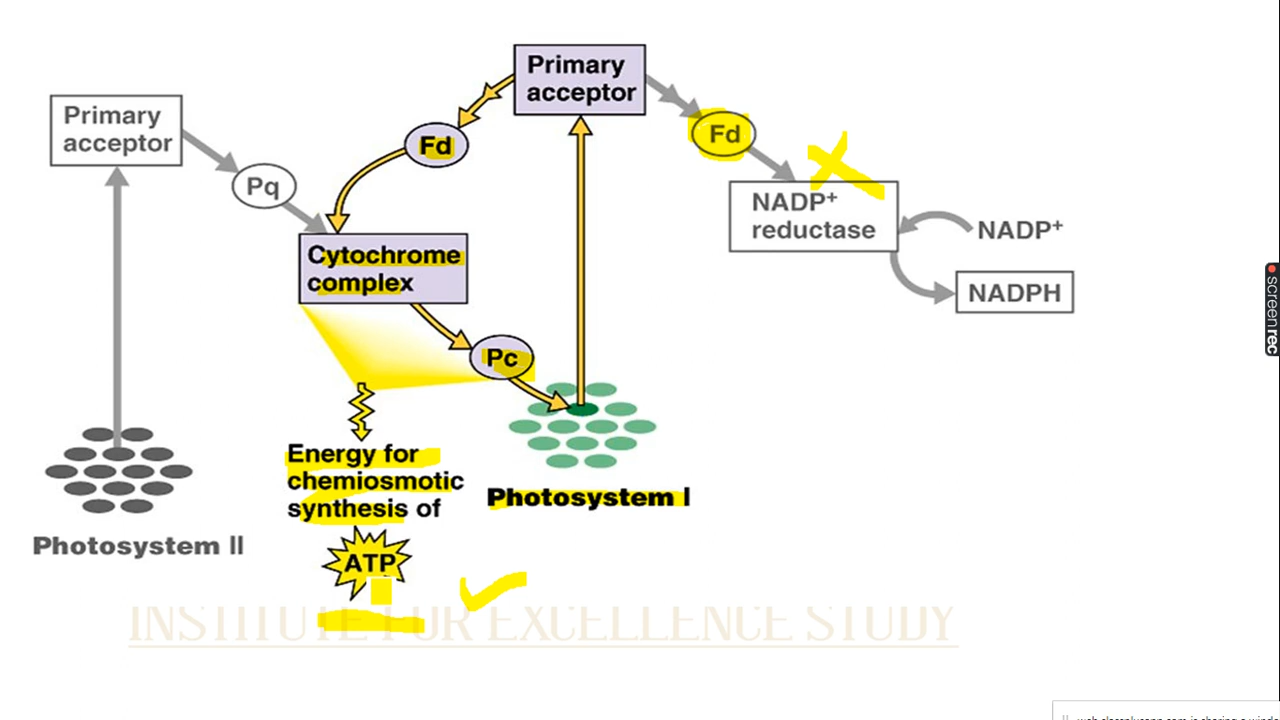 Primary
acceptor
Pq
Primary
acceptor
Fd
Fd
NADP⁺
reductase
NADP⁺
NADPH
Cytochrome
complex
Pc
Energy for
chemiosmotic
synthesis of
ATP
Photosystem I
Photosystem II
INSTITUTE FOR EXCELLENCE STUDY
screenrec